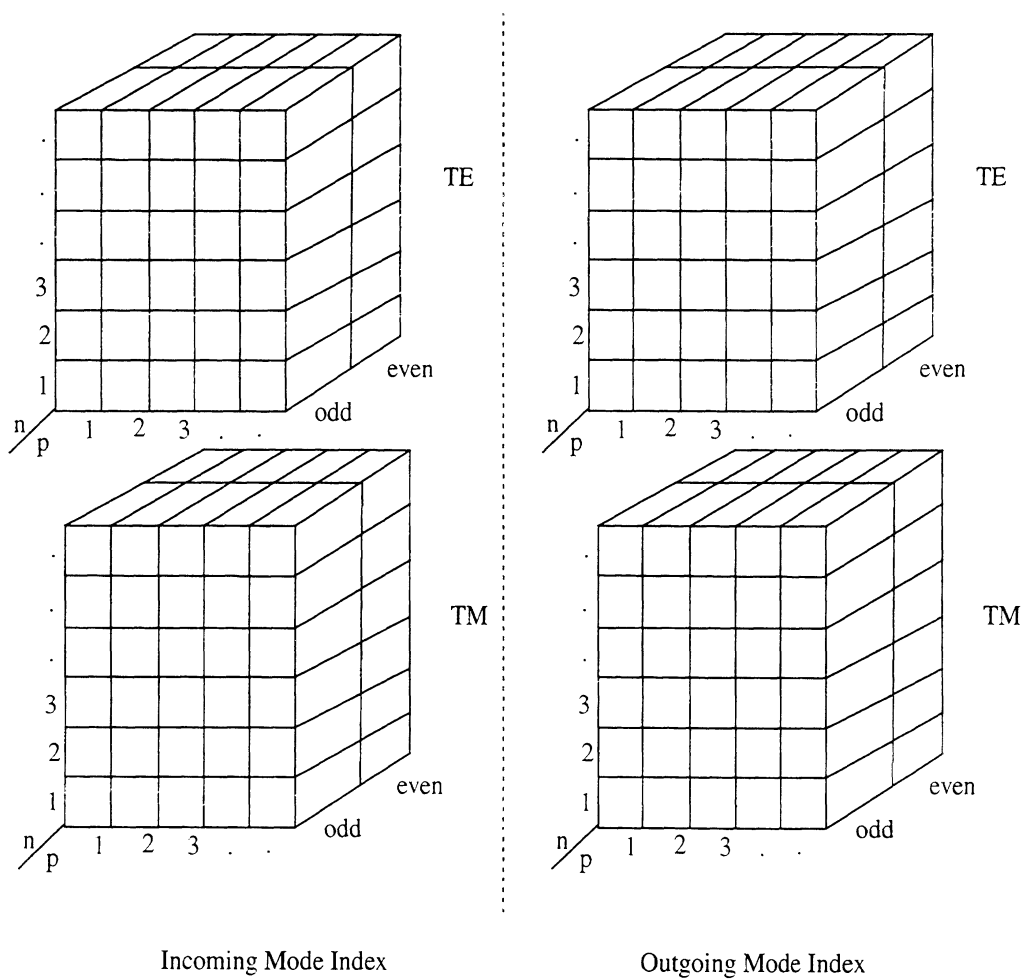 TE
3
2
1
n
p
1 2 3 . .
odd
even
TE
3
2
1
n
p
1 2 3 . .
odd
even
TM
3
2
1
n
p
1 2 3 . .
odd
even
TM
3
2
1
n
p
1 2 3 . .
odd
even
Incoming Mode Index
Outgoing Mode Index